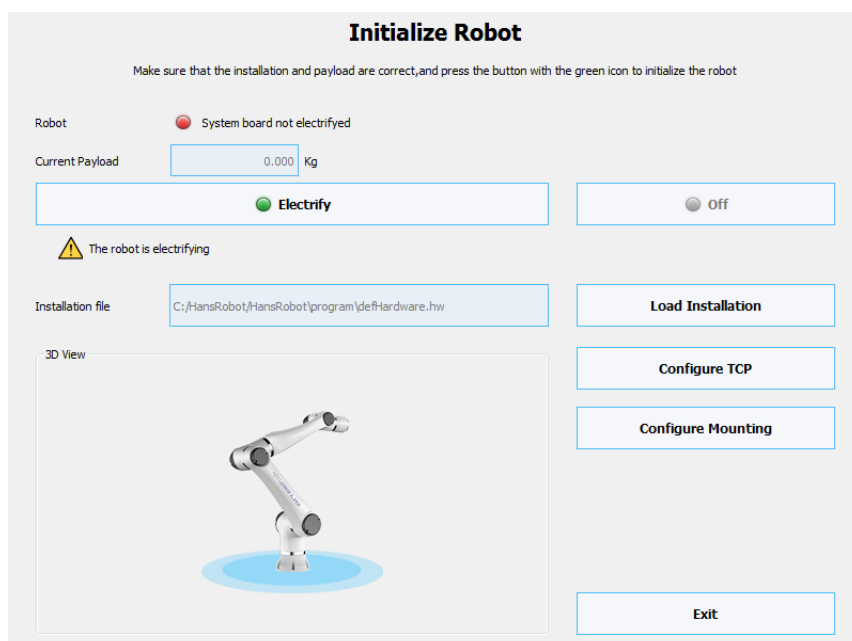 Initialize Robot
Make sure that the installation and payload are correct,and press the button with the green icon to initialize the robot
Robot
System board not electrifyed
Current Payload
0.000 Kg
Electrify
Off
The robot is electrifying
Installation file
C:/HansRobot/HansRobot\program\defHardware.hw
Load Installation
3D View
Configure TCP
Configure Mounting
Exit